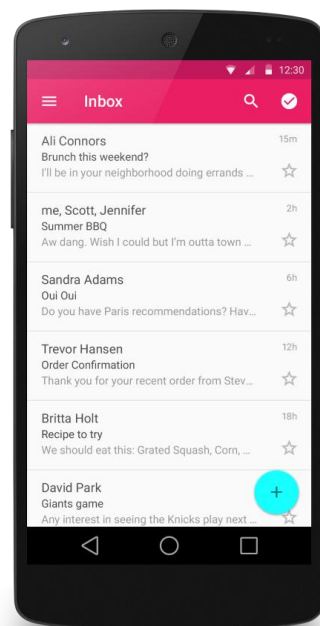 12:30
Inbox
Ali Connors
15m
Brunch this weekend?
I'll be in your neighborhood doing errands ...
me, Scott, Jennifer
2h
Summer BBQ
Aw dang. Wish I could but I'm outta town ...
Sandra Adams
6h
Oui Oui
Do you have Paris recommendations? Hav...
Trevor Hansen
12h
Order Confirmation
Thank you for your recent order from Stev...
Britta Holt
18h
Recipe to try
We should eat this: Grated Squash, Corn, ...
David Park
Giants game
Any interest in seeing the Knicks play next ...